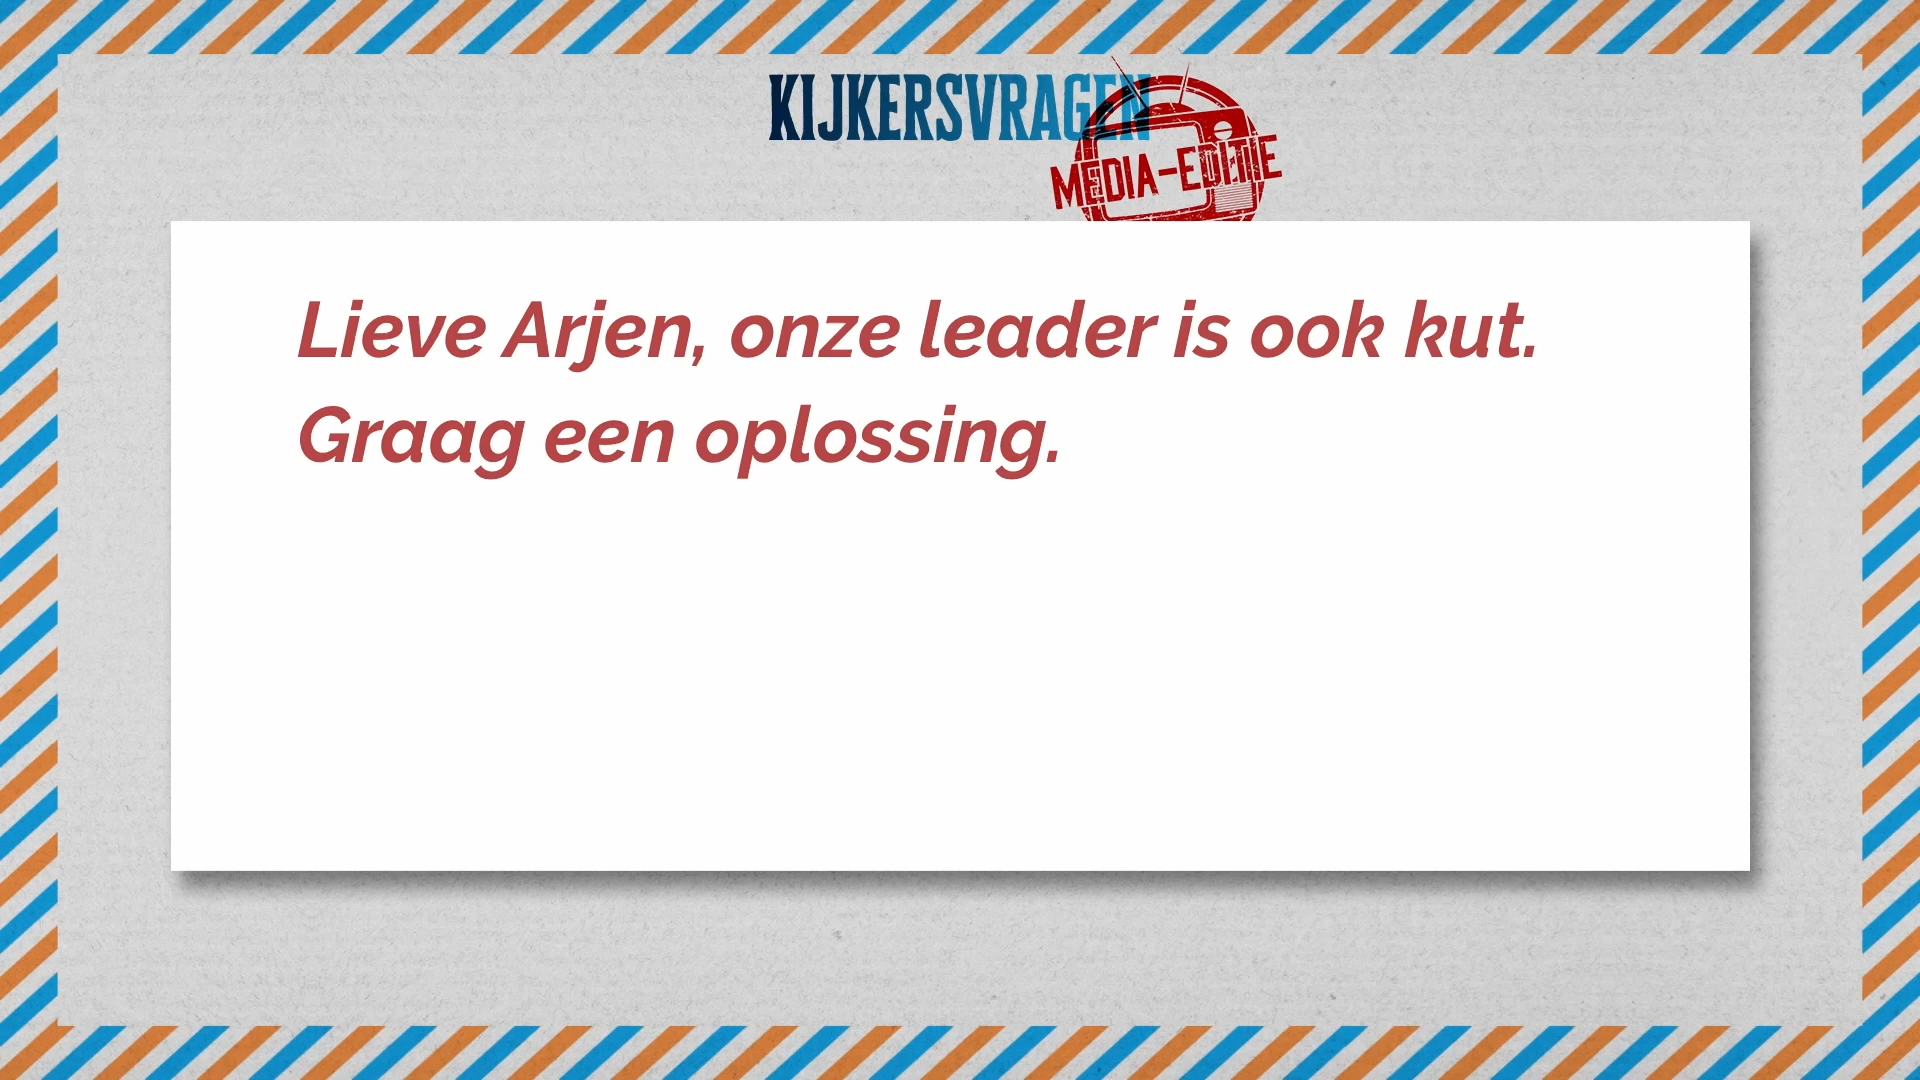 KIJKERSVRAGEN
MEDIA-EDITIE
Lieve Arjen, onze leader is ook kut.
Graag een oplossing.